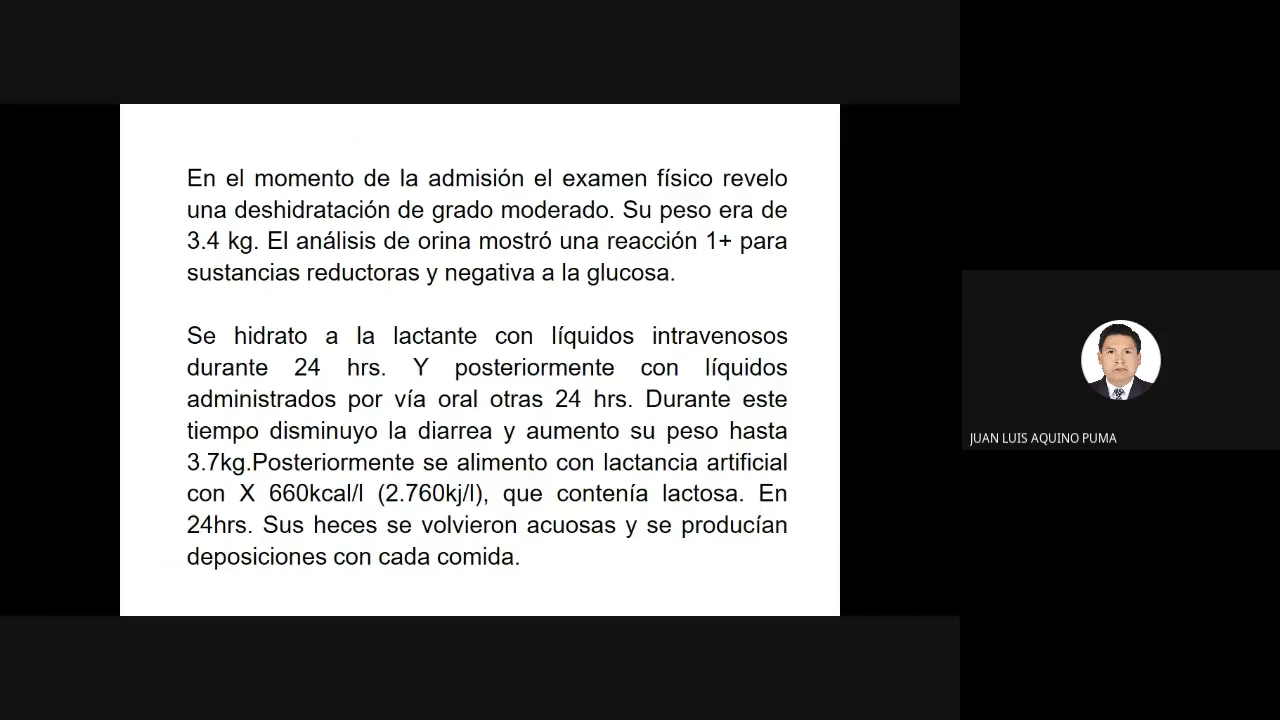 En el momento de la admisión el examen físico revelo
una deshidratación de grado moderado. Su peso era de
3.4 kg. El análisis de orina mostró una reacción 1+ para
sustancias reductoras y negativa a la glucosa.
Se hidrato a la lactante con líquidos intravenosos
durante 24 hrs. Y posteriormente con líquidos
administrados por vía oral otras 24 hrs. Durante este
tiempo disminuyo la diarrea y aumento su peso hasta
3.7kg.Posteriormente se alimento con lactancia artificial
con X 660kcal/l (2.760kj/l), que contenía lactosa. En
24hrs. Sus heces se volvieron acuosas y se producían
deposiciones con cada comida.
JUAN LUIS AQUINO PUMA